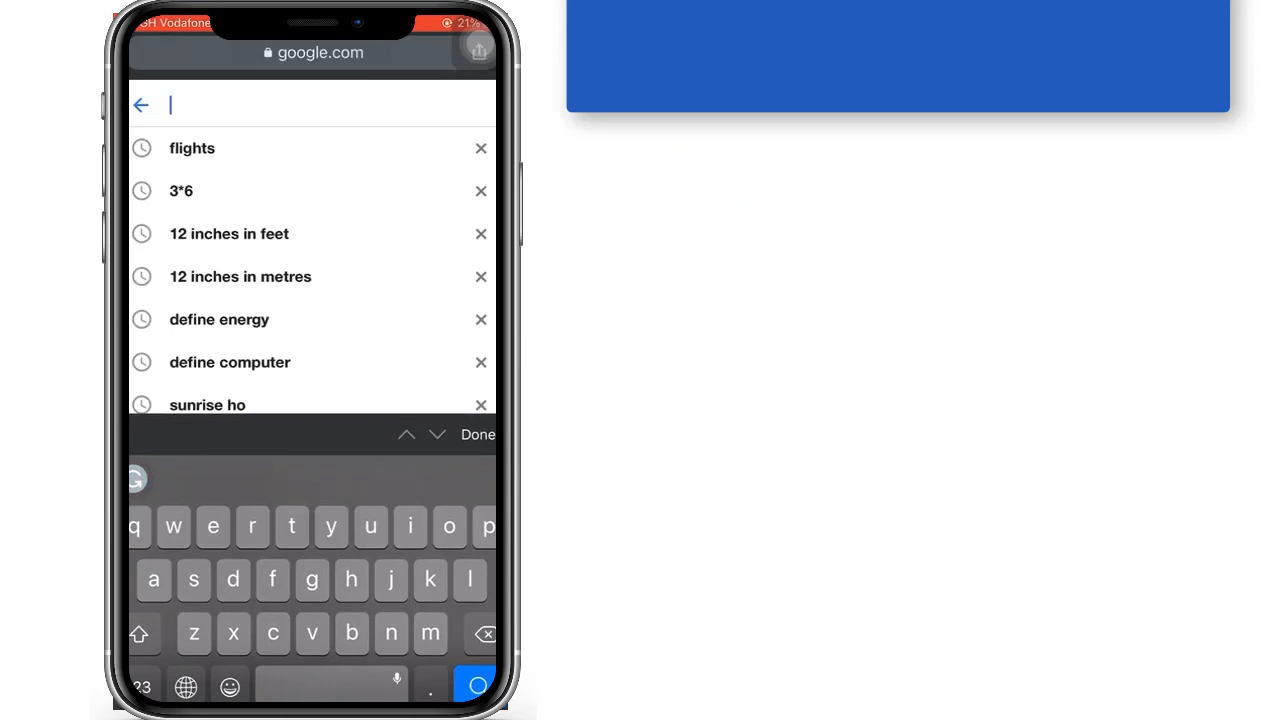 GH Vodafone 21%
google.com
flights
3*6
12 inches in feet
12 inches in metres
define energy
define computer
sunrise ho
Done
q w e r t y u i o p
a s d f g h j k l
z x c v b n m
23 .